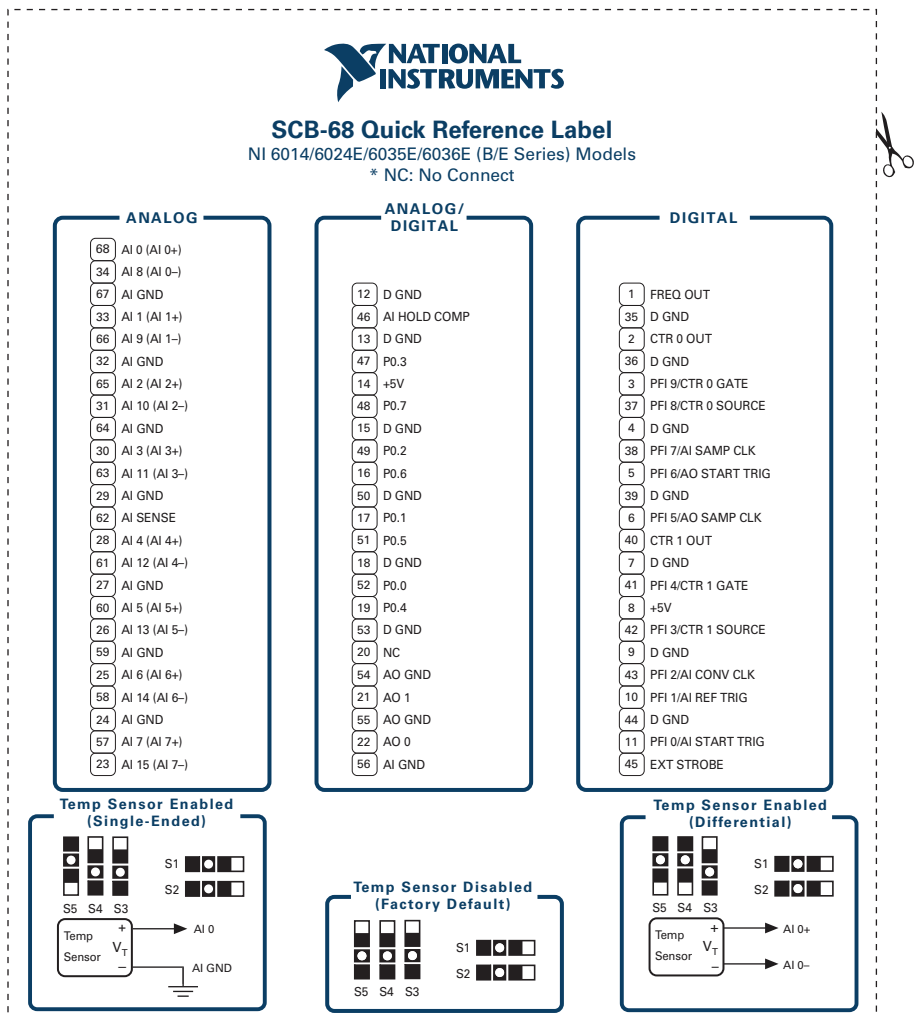 NATIONAL
INSTRUMENTS
SCB-68 Quick Reference Label
NI 6014/6024E/6035E/6036E (B/E Series) Models
* NC: No Connect
ANALOG
68 AI 0 (AI 0+)
34 AI 8 (AI 0–)
67 AI GND
33 AI 1 (AI 1+)
66 AI 9 (AI 1–)
32 AI GND
65 AI 2 (AI 2+)
31 AI 10 (AI 2–)
64 AI GND
30 AI 3 (AI 3+)
63 AI 11 (AI 3–)
29 AI GND
62 AI SENSE
28 AI 4 (AI 4+)
61 AI 12 (AI 4–)
27 AI GND
60 AI 5 (AI 5+)
26 AI 13 (AI 5–)
59 AI GND
25 AI 6 (AI 6+)
58 AI 14 (AI 6–)
24 AI GND
57 AI 7 (AI 7+)
23 AI 15 (AI 7–)
ANALOG/
DIGITAL
12 D GND
46 AI HOLD COMP
13 D GND
47 P0.3
14 +5V
48 P0.7
15 D GND
49 P0.2
16 P0.6
50 D GND
17 P0.1
51 P0.5
18 D GND
52 P0.0
19 P0.4
53 D GND
20 NC
54 AO GND
21 AO 1
55 AO GND
22 AO 0
56 AI GND
DIGITAL
1 FREQ OUT
35 D GND
2 CTR 0 OUT
36 D GND
3 PFI 9/CTR 0 GATE
37 PFI 8/CTR 0 SOURCE
4 D GND
38 PFI 7/AI SAMP CLK
5 PFI 6/AO START TRIG
39 D GND
6 PFI 5/AO SAMP CLK
40 CTR 1 OUT
7 D GND
41 PFI 4/CTR 1 GATE
8 +5V
42 PFI 3/CTR 1 SOURCE
9 D GND
43 PFI 2/AI CONV CLK
10 PFI 1/AI REF TRIG
44 D GND
11 PFI 0/AI START TRIG
45 EXT STROBE
Temp Sensor Enabled
(Single-Ended)
S1
S2
S5 S4 S3
Temp
Sensor
+
VT
–
AI 0
AI GND
Temp Sensor Disabled
(Factory Default)
S1
S2
S5 S4 S3
Temp Sensor Enabled
(Differential)
S1
S2
S5 S4 S3
Temp
Sensor
+
VT
–
AI 0+
AI 0–